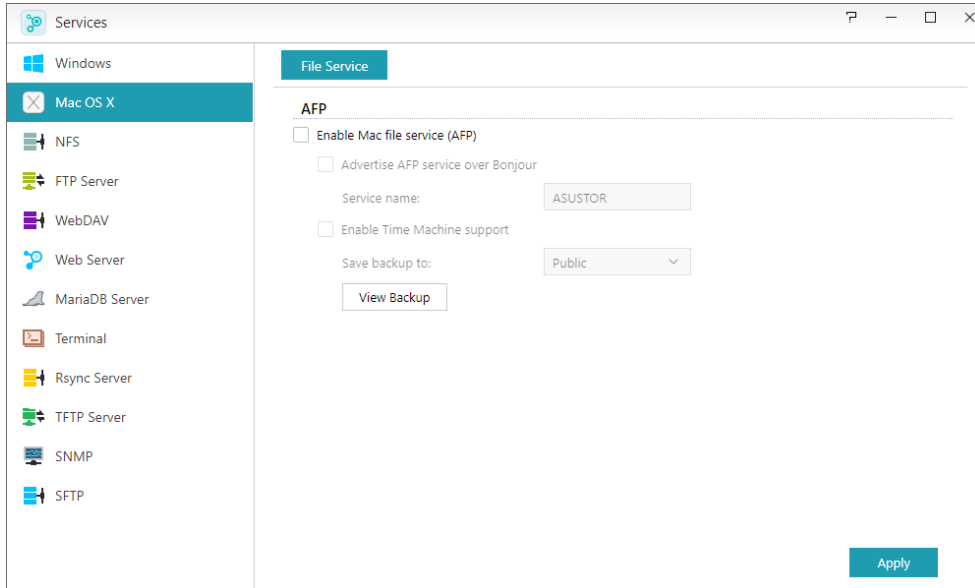 Services
Windows
Mac OS X
NFS
FTP Server
WebDAV
Web Server
MariaDB Server
Terminal
Rsync Server
TFTP Server
SNMP
SFTP
File Service
AFP
Enable Mac file service (AFP)
Advertise AFP service over Bonjour
Service name: ASUSTOR
Enable Time Machine support
Save backup to: Public
View Backup
Apply